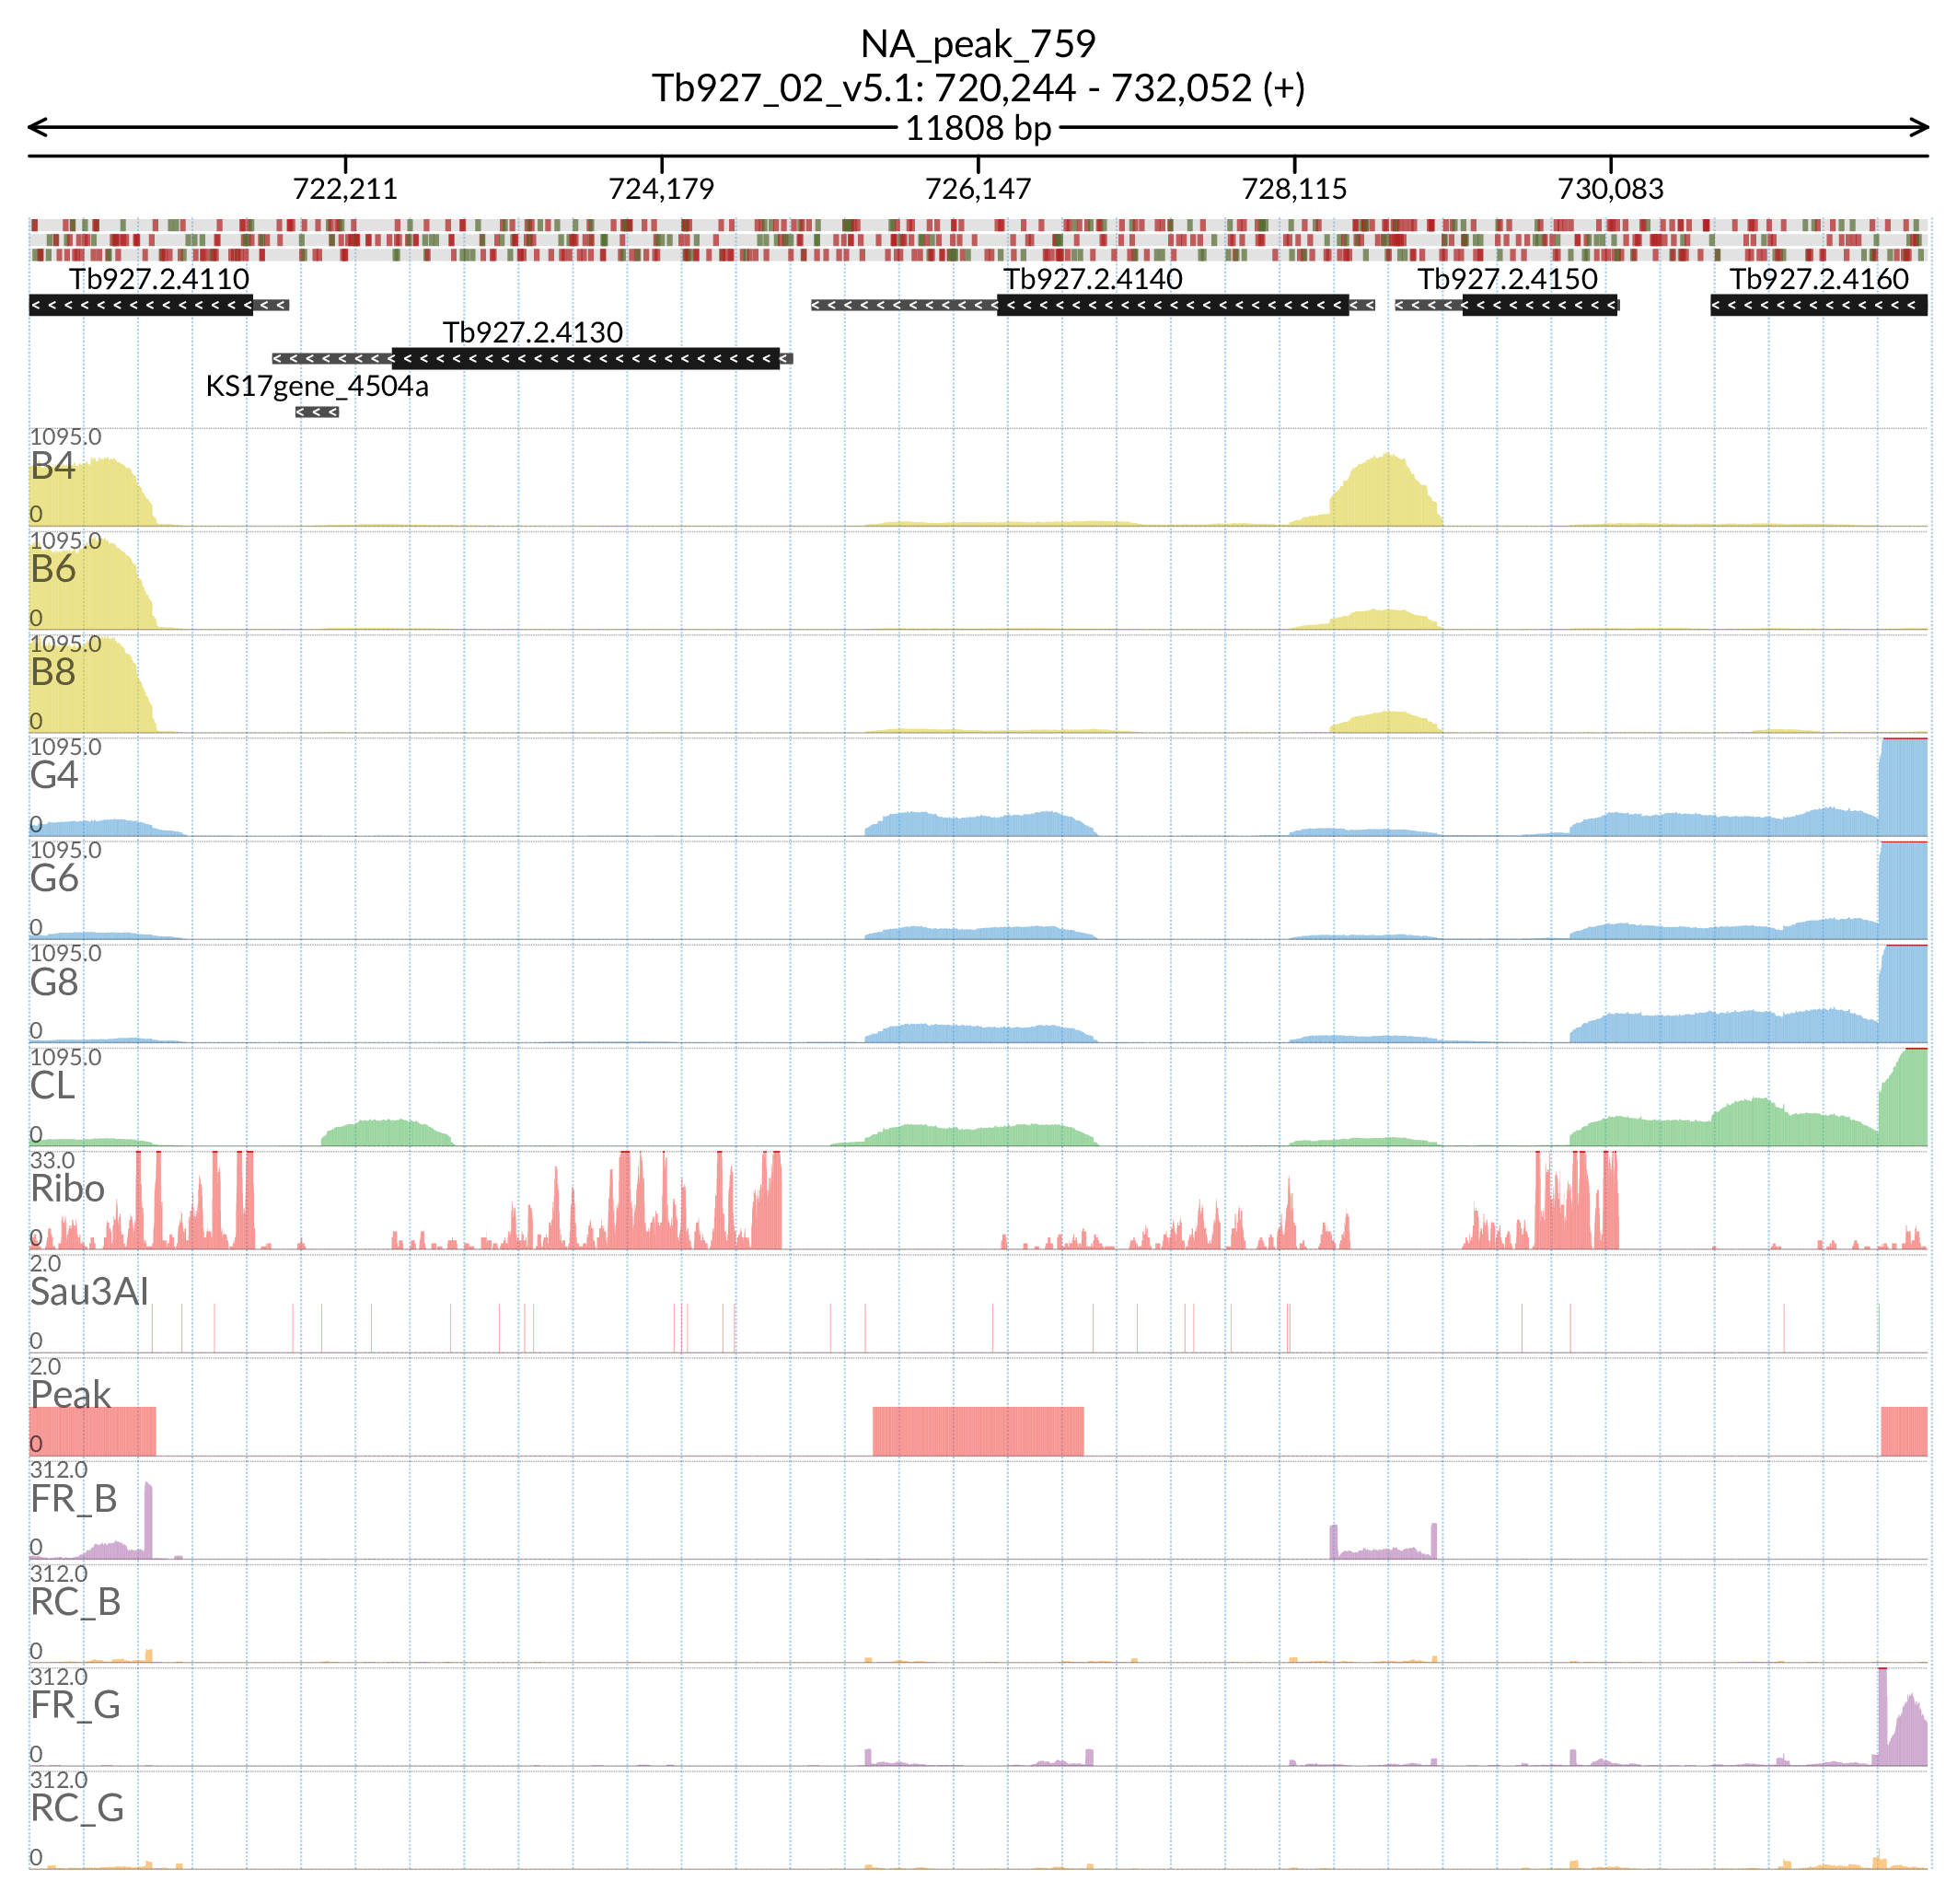 NA_peak_759
Tb927_02_v5.1: 720,244 - 732,052 (+)
11808 bp
722,211 724,179 726,147 728,115 730,083
Tb927.2.4110 Tb927.2.4140 Tb927.2.4150 Tb927.2.4160
Tb927.2.4130
KS17gene_4504a
1095.0
B4
0
1095.0
B6
0
1095.0
B8
0
1095.0
G4
0
1095.0
G6
0
1095.0
G8
0
1095.0
CL
0
33.0
Ribo
0
2.0
Sau3AI
0
2.0
Peak
0
312.0
FR_B
0
312.0
RC_B
0
312.0
FR_G
0
312.0
RC_G
0